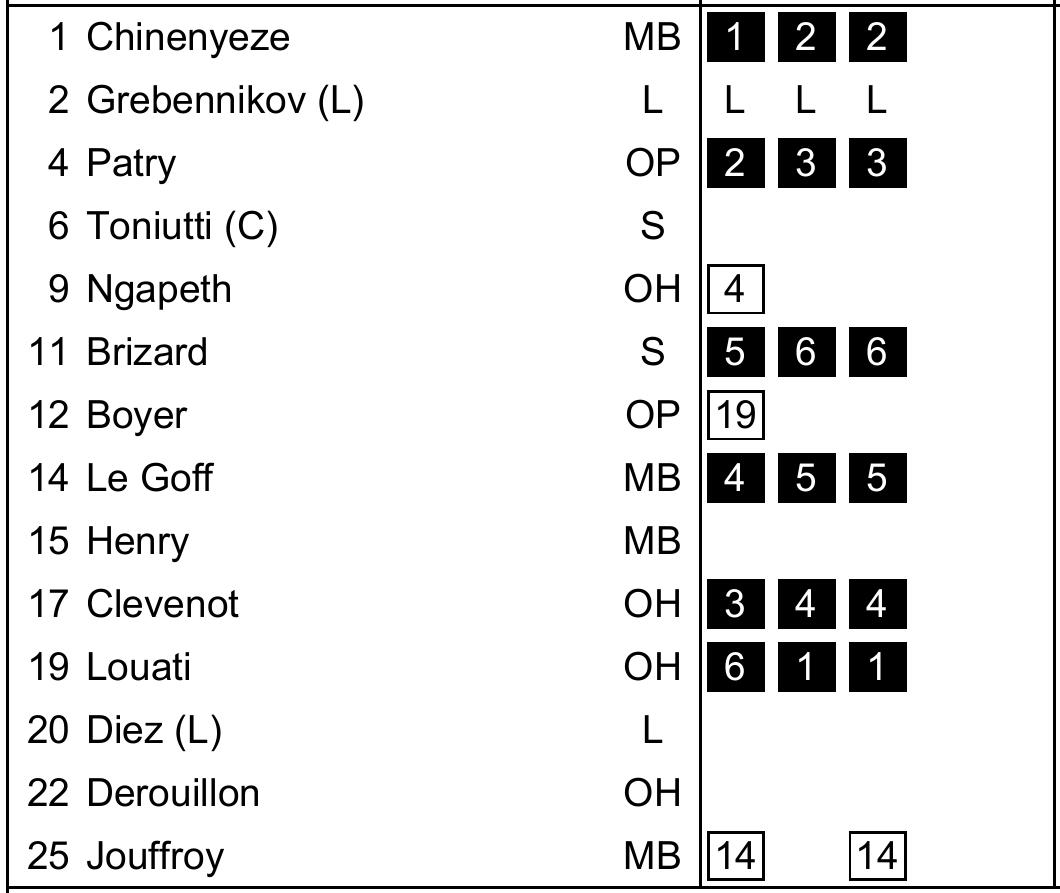 1 Chinenyeze MB 1 2 2
2 Grebennikov (L) L L L L
4 Patry OP 2 3 3
6 Toniutti (C) S
9 Ngapeth OH 4
11 Brizard S 5 6 6
12 Boyer OP 19
14 Le Goff MB 4 5 5
15 Henry MB
17 Clevenot OH 3 4 4
19 Louati OH 6 1 1
20 Diez (L) L
22 Derouillon OH
25 Jouffroy MB 14 14